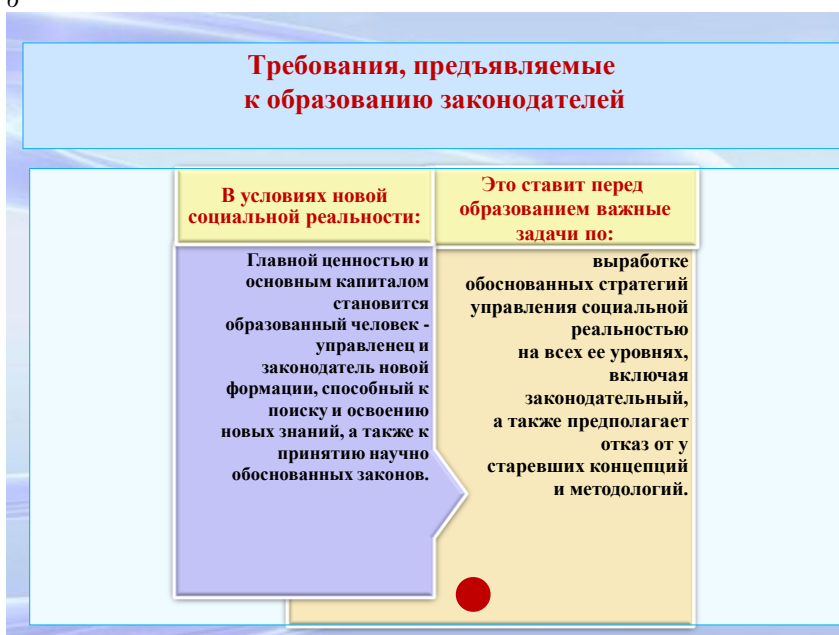 Требования, предъявляемые
к образованию законодателей
В условиях новой
социальной реальности:
Главной ценностью и
основным капиталом
становится
образованный человек -
управленец и
законодатель новой
формации, способный к
поиску и освоению
новых знаний, а также к
принятию научно
обоснованных законов.
Это ставит перед
образованием важные
задачи по:
выработке
обоснованных стратегий
управления социальной
реальностью
на всех ее уровнях,
включая
законодательный,
а также предполагает
отказ от у
старевших концепций
и методологий.